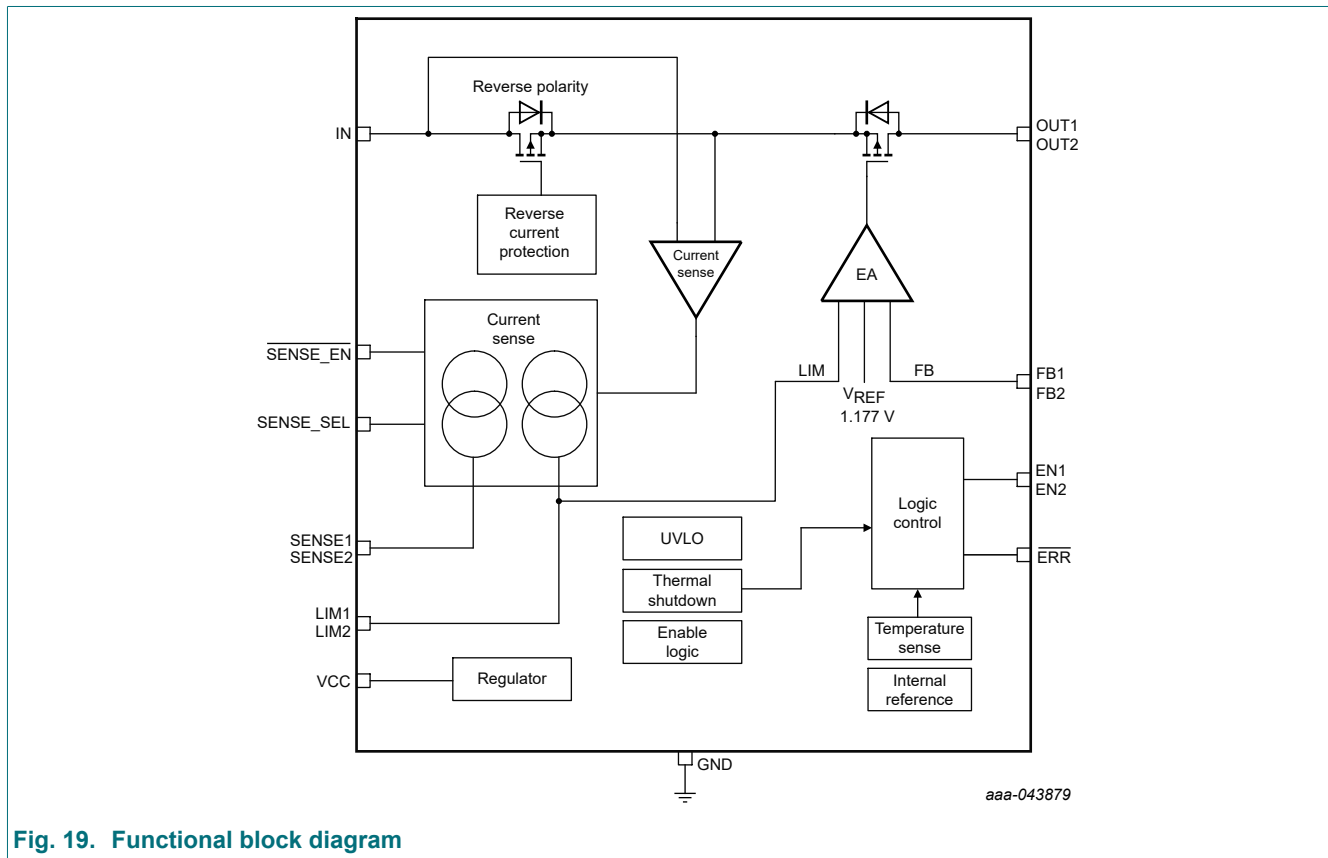 Reverse polarity
IN
OUT1
OUT2
Reverse
current
protection
Current
sense
EA
Current
sense
SENSE_EN
SENSE_SEL
LIM
FB
VREF
1.177 V
FB1
FB2
EN1
EN2
Logic
control
SENSE1
SENSE2
UVLO
ERR
Thermal
shutdown
LIM1
LIM2
Enable
logic
Temperature
sense
VCC
Regulator
Internal
reference
GND
aaa-043879
Fig. 19. Functional block diagram